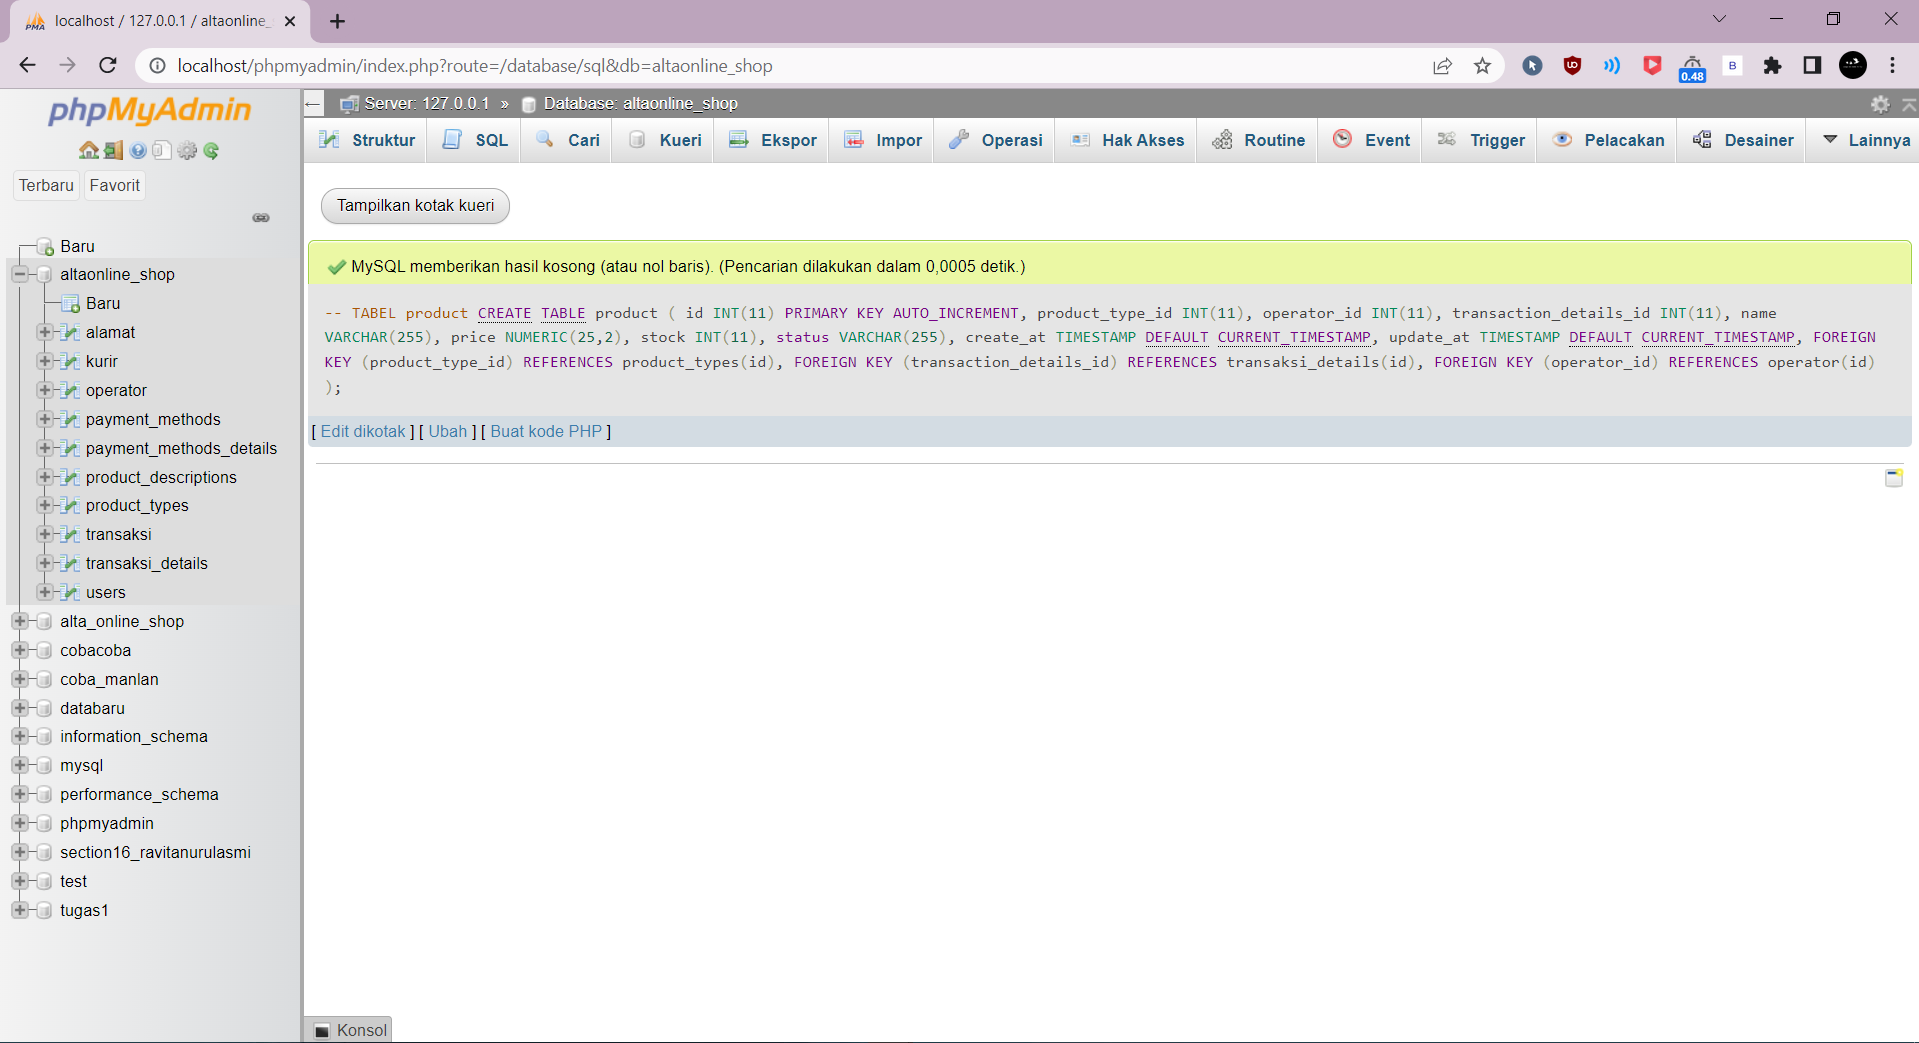 localhost / 127.0.0.1 / altaonline_
localhost/phpmyadmin/index.php?route=/database/sql&db=altaonline_shop
0.48
B
phpMyAdmin
Terbaru Favorit
Baru
altaonline_shop
Baru
alamat
kurir
operator
payment_methods
payment_methods_details
product_descriptions
product_types
transaksi
transaksi_details
users
alta_online_shop
cobacoba
coba_manlan
databaru
information_schema
mysql
performance_schema
phpmyadmin
section16_ravitanurulasmi
test
tugas1
Server: 127.0.0.1 » Database: altaonline_shop
Struktur SQL Cari Kueri Ekspor Impor Operasi Hak Akses Routine Event Trigger Pelacakan Desainer Lainnya
Tampilkan kotak kueri
MySQL memberikan hasil kosong (atau nol baris). (Pencarian dilakukan dalam 0,0005 detik.)
-- TABEL product CREATE TABLE product ( id INT(11) PRIMARY KEY AUTO_INCREMENT, product_type_id INT(11), operator_id INT(11), transaction_details_id INT(11), name
VARCHAR(255), price NUMERIC(25,2), stock INT(11), status VARCHAR(255), create_at TIMESTAMP DEFAULT CURRENT_TIMESTAMP, update_at TIMESTAMP DEFAULT CURRENT_TIMESTAMP, FOREIGN
KEY (product_type_id) REFERENCES product_types(id), FOREIGN KEY (transaction_details_id) REFERENCES transaksi_details(id), FOREIGN KEY (operator_id) REFERENCES operator(id)
);
[ Edit dikotak ] [ Ubah ] [ Buat kode PHP ]
Konsol